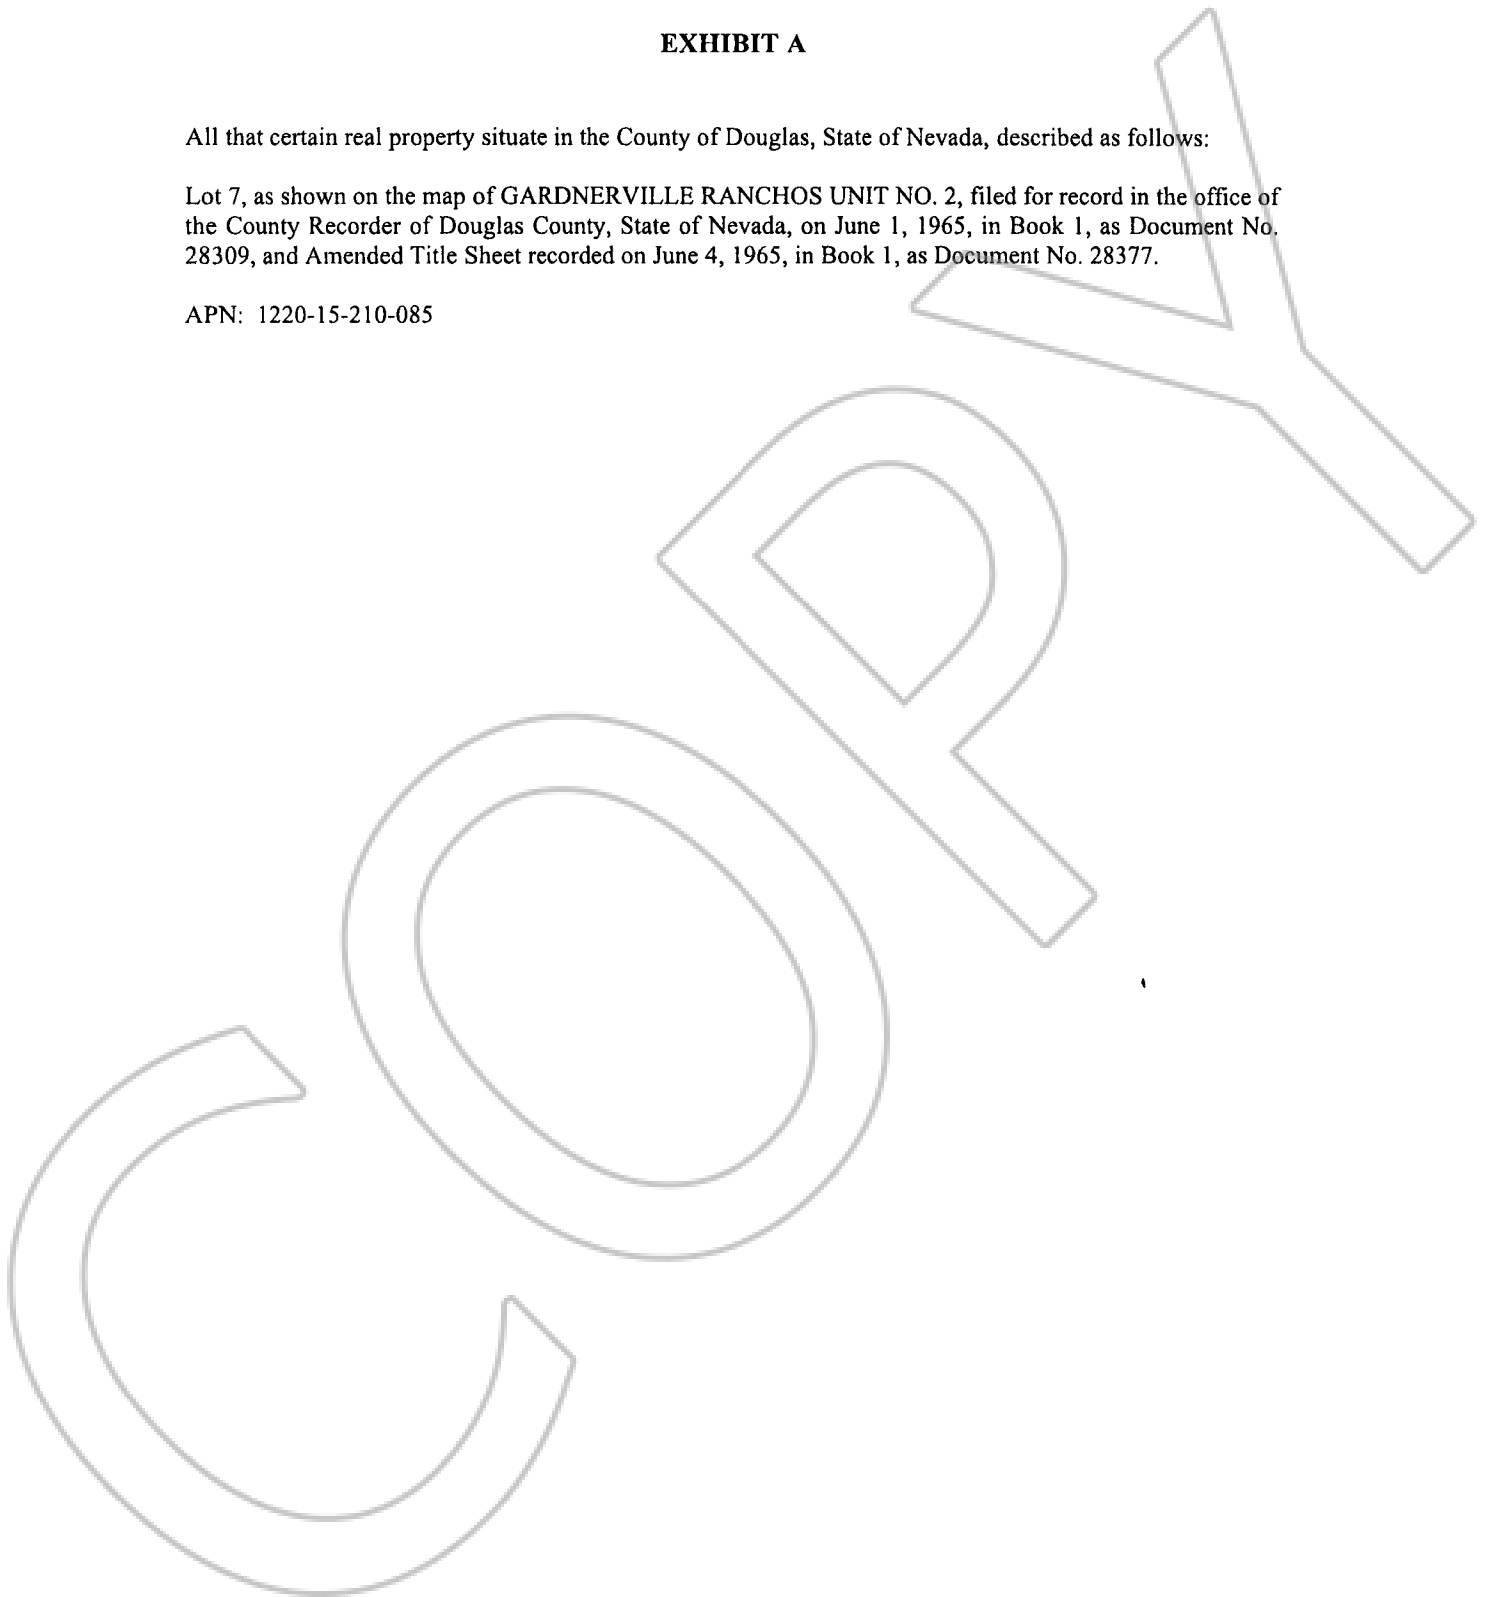 EXHIBIT A
All that certain real property situate in the County of Douglas, State of Nevada, described as follows:
Lot 7, as shown on the map of GARDNERVILLE RANCHOS UNIT NO. 2, filed for record in the office of
the County Recorder of Douglas County, State of Nevada, on June 1, 1965, in Book 1, as Document No.
28309, and Amended Title Sheet recorded on June 4, 1965, in Book 1, as Document No. 28377.
APN: 1220-15-210-085
COPY